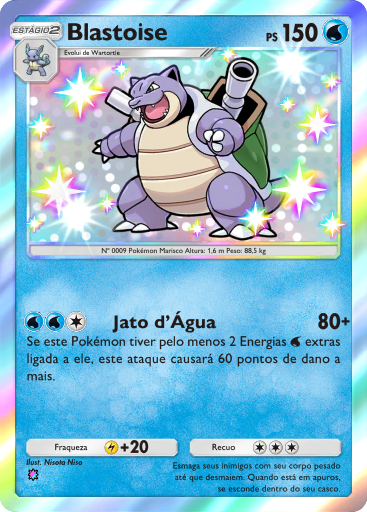 ESTÁGIO 2
Blastoise
PS 150
Evolui de Wartortle
Nº 0009 Pokémon Marisco Altura: 1,6 m Peso: 88,5 kg
Jato d'Água 80+
Se este Pokémon tiver pelo menos 2 Energias extras
ligada a ele, este ataque causará 60 pontos de dano a
mais.
Fraqueza +20 Recuo
Ilust. Nisota Niso
Esmaga seus inimigos com seu corpo pesado
até que desmaiem. Quando está em apuros,
se esconde dentro do seu casco.